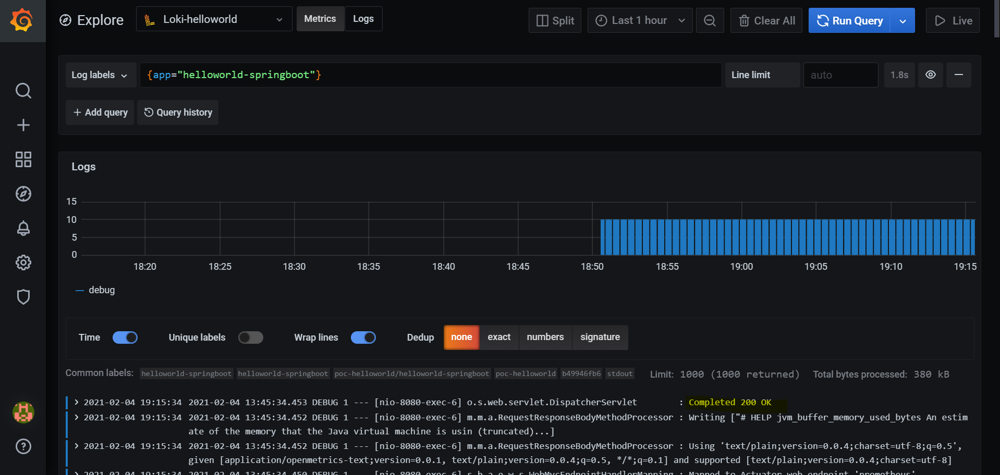 Explore
Loki-helloworld
Metrics
Logs
Split
Last 1 hour
Clear All
Run Query
Live
Log labels
{app="helloworld-springboot"}
Line limit
auto
1.8s
Add query
Query history
Logs
15
10
5
0
18:20 18:25 18:30 18:35 18:40 18:45 18:50 18:55 19:00 19:05 19:10 19:15
debug
Time
Unique labels
Wrap lines
Dedup
none
exact
numbers
signature
Common labels: helloworld-springboot helloworld-springboot poc-helloworld/helloworld-springboot poc-helloworld b49946fb6 stdout Limit: 1000 (1000 returned) Total bytes processed: 380 kB
2021-02-04 19:15:34 2021-02-04 13:45:34.453 DEBUG 1 --- [nio-8080-exec-6] o.s.web.servlet.DispatcherServlet : Completed 200 OK
2021-02-04 19:15:34 2021-02-04 13:45:34.452 DEBUG 1 --- [nio-8080-exec-6] m.m.a.RequestResponseBodyMethodProcessor : Writing ["# HELP jvm_buffer_memory_used_bytes An estim
ate of the memory that the Java virtual machine is usin (truncated)...]
2021-02-04 19:15:34 2021-02-04 13:45:34.452 DEBUG 1 --- [nio-8080-exec-6] m.m.a.RequestResponseBodyMethodProcessor : Using 'text/plain;version=0.0.4;charset=utf-8;q=0.5',
given [application/openmetrics-text;version=0.0.1, text/plain;version=0.0.4;q=0.5, */*;q=0.1] and supported [text/plain;version=0.0.4;charset=utf-8]
2021-02-04 19:15:34 2021-02-04 13:45:34.450 DEBUG 1 --- [nio-8080-exec-6] s.b.a.e.w.s.WebMvcEndpointHandlerMapping : Mapped to Actuator web endpoint 'prometheus'